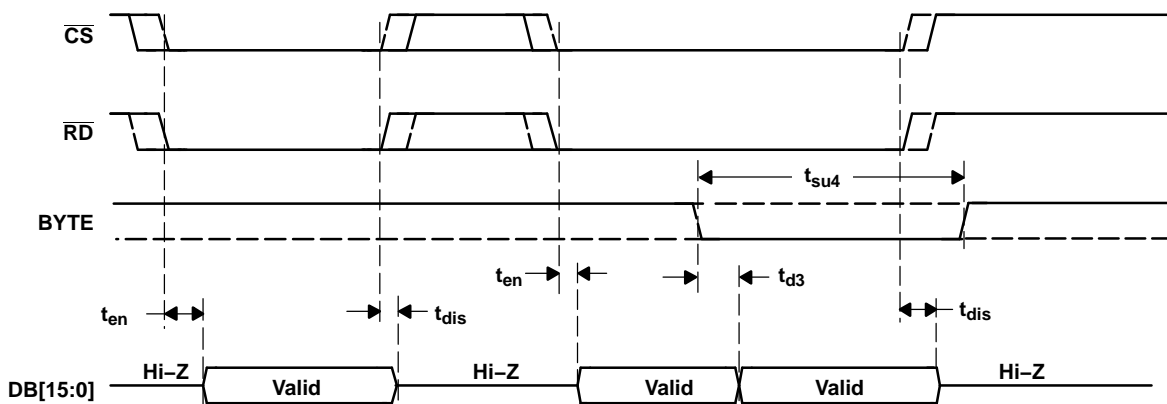 CS
RD
tsu4
BYTE
ten
tdis
ten
td3
tdis
DB[15:0]
Hi–Z
Valid
Hi–Z
Valid
Valid
Hi–Z